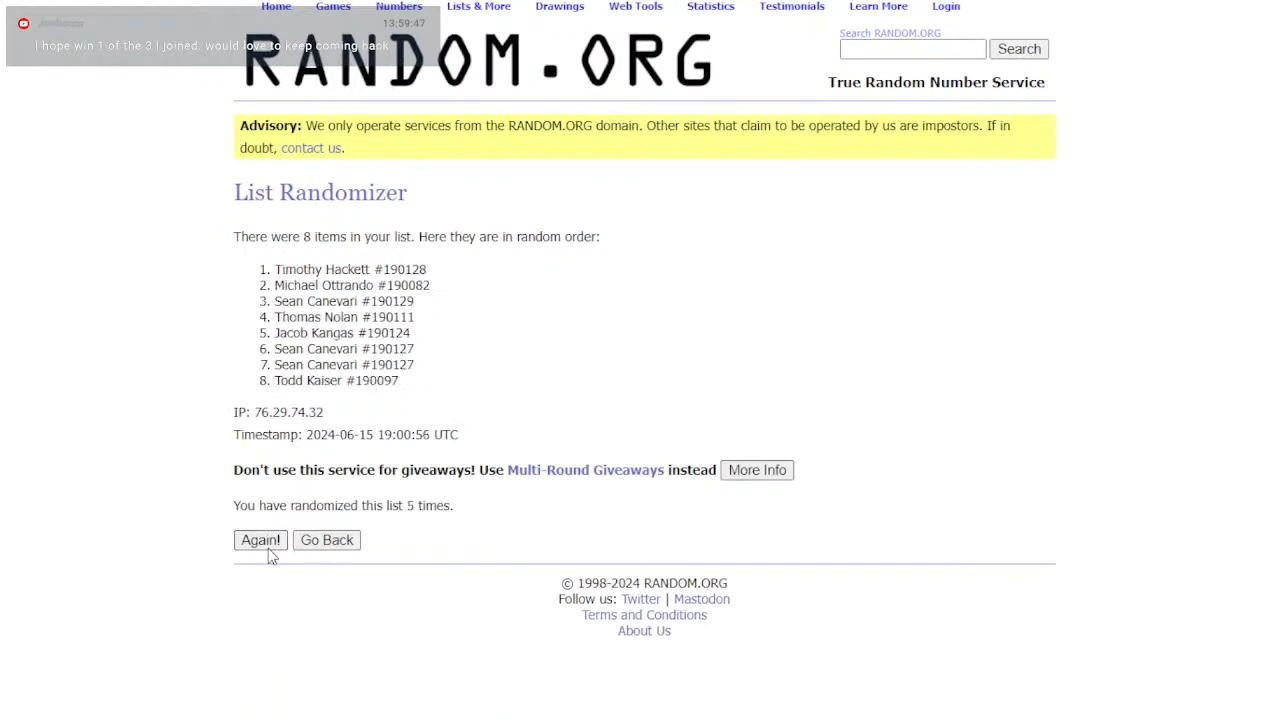 Home Games Numbers Lists & More Drawings Web Tools Statistics Testimonials Learn More Login
13:59:47
I hope win 1 of the 3 I joined. would love to keep coming back
RANDOM.ORG
Search RANDOM.ORG
Search
True Random Number Service
Advisory: We only operate services from the RANDOM.ORG domain. Other sites that claim to be operated by us are impostors. If in
doubt, contact us.
List Randomizer
There were 8 items in your list. Here they are in random order:
1. Timothy Hackett #190128
2. Michael Ottrando #190082
3. Sean Canevari #190129
4. Thomas Nolan #190111
5. Jacob Kangas #190124
6. Sean Canevari #190127
7. Sean Canevari #190127
8. Todd Kaiser #190097
IP: 76.29.74.32
Timestamp: 2024-06-15 19:00:56 UTC
Don't use this service for giveaways! Use Multi-Round Giveaways instead More Info
You have randomized this list 5 times.
Again! Go Back
© 1998-2024 RANDOM.ORG
Follow us: Twitter | Mastodon
Terms and Conditions
About Us